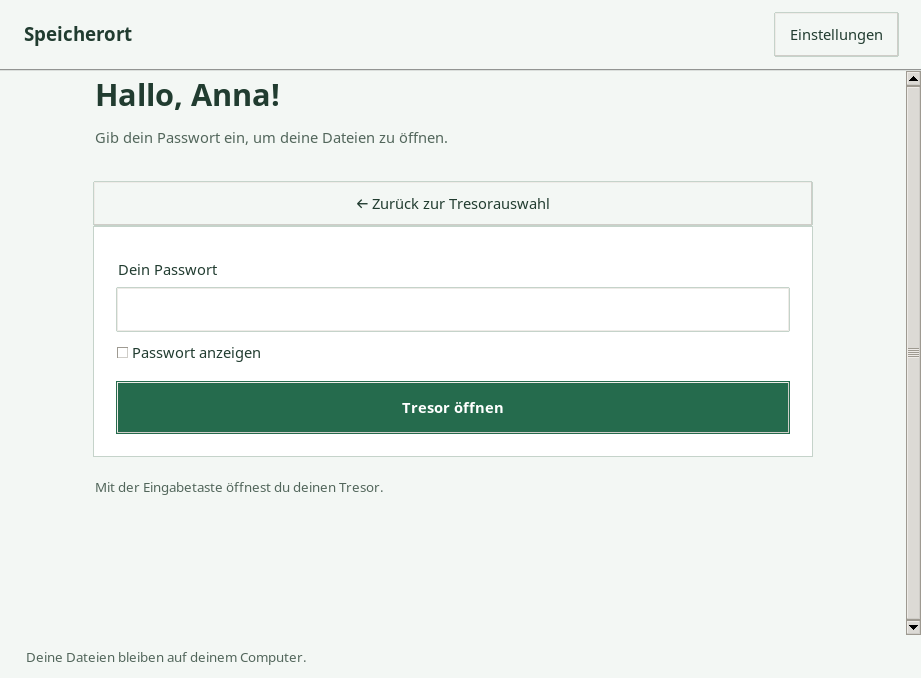 Speicherort
Einstellungen
Hallo, Anna!
Gib dein Passwort ein, um deine Dateien zu öffnen.
← Zurück zur Tresorauswahl
Dein Passwort
Passwort anzeigen
Tresor öffnen
Mit der Eingabetaste öffnest du deinen Tresor.
Deine Dateien bleiben auf deinem Computer.